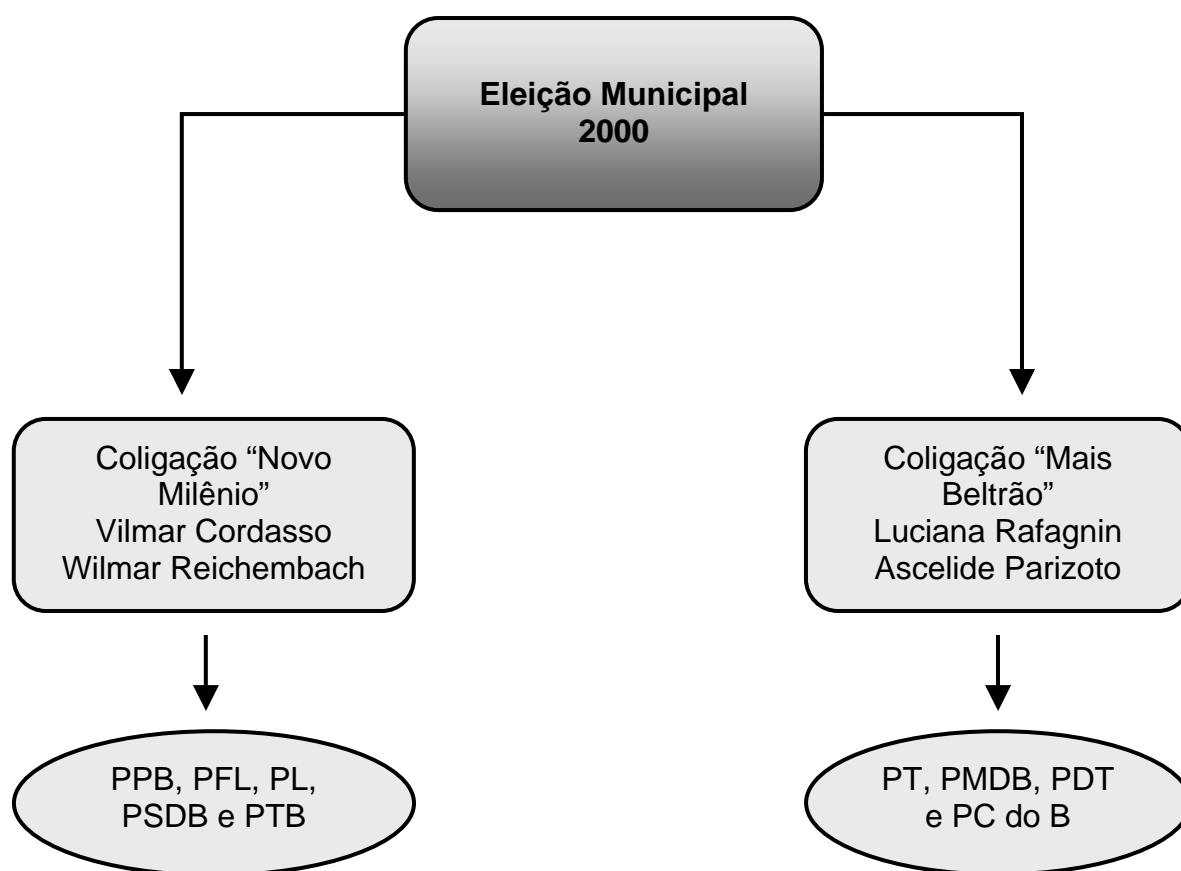 Eleição Municipal
2000
Coligação “Novo
Milênio”
Vilmar Cordasso
Wilmar Reichembach
Coligação “Mais
Beltrão”
Luciana Rafagnin
Ascelide Parizoto
PPB, PFL, PL,
PSDB e PTB
PT, PMDB, PDT
e PC do B